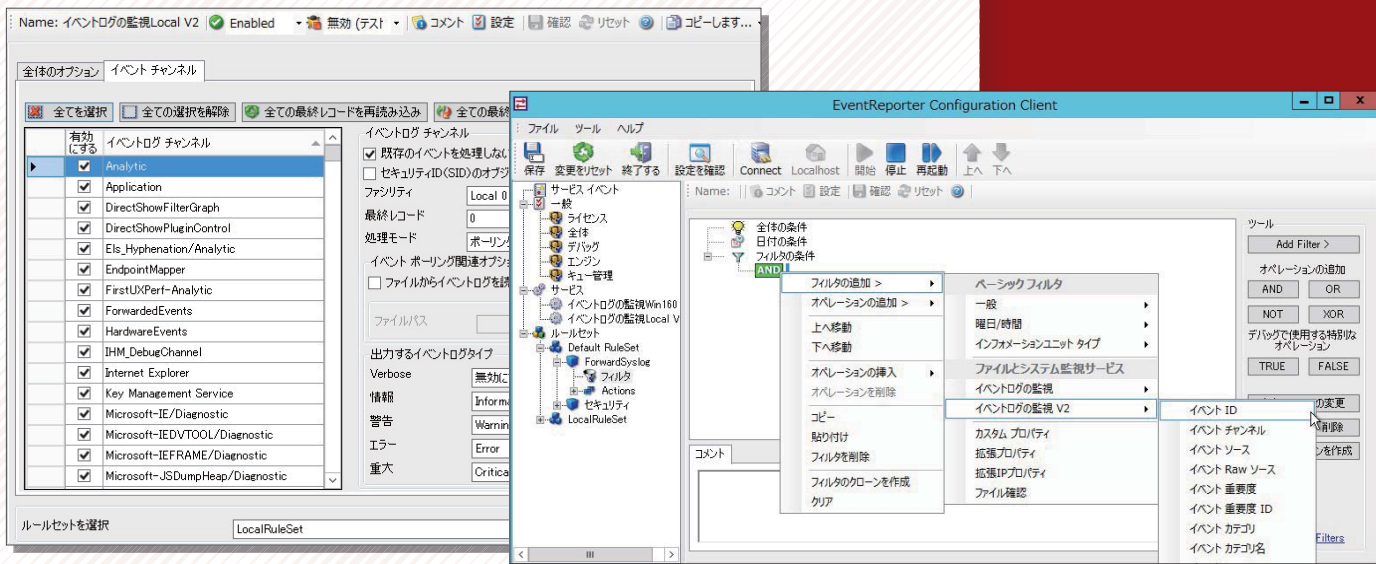 Name: イベントログの監視Local V2 Enabled 無効 (テスト コメント 設定 確認 リセット コピーします...
全体のオプション イベント チャンネル
全てを選択 全ての選択を解除 全ての最終レコードを再読み込み 全ての最終
有効にする イベントログ チャンネル
Analytic
Application
DirectShowFilterGraph
DirectShowPluginControl
Els_Hyphenation/Analytic
EndpointMapper
FirstUXPerf-Analytic
ForwardedEvents
HardwareEvents
IHM_DebugChannel
Internet Explorer
Key Management Service
Microsoft-IE/Diagnostic
Microsoft-IEDVTOOL/Diagnostic
Microsoft-IEFRAME/Diagnostic
Microsoft-JSDumpHeap/Diagnostic
イベントログ チャンネル
既存のイベントを処理しない
セキュリティID(SID)のオブジ
ファシリティ Local 0
最終レコード 0
処理モード ポーリング
イベント ポーリング関連オプショ
ファイルからイベントログを読
ファイルパス
出力するイベントログタイプ
Verbose 無効に
情報 Informa
警告 Warnin
エラー Error
重大 Critica
ルールセットを選択 LocalRuleSet
EventReporter Configuration Client
ファイル ツール ヘルプ
保存 変更をリセット 終了する 設定を確認 Connect Localhost 開始 停止 再起動 上へ 下へ
サービス イベント
一般
ライセンス
全体
デバッグ
エンジン
キュー管理
サービス
イベントログの監視Win160
イベントログの監視Local V
ルールセット
Default RuleSet
ForwardSyslog
フィルタ
Actions
セキュリティ
LocalRuleSet
Name: コメント 設定 確認 リセット
全体の条件
日付の条件
フィルタの条件
AND
フィルタの追加 >
オペレーションの追加 >
上へ移動
下へ移動
オペレーションの挿入
オペレーションを削除
コピー
貼り付け
フィルタを削除
フィルタのクローンを作成
クリア
ベーシック フィルタ
一般
曜日/時間
インフォメーションユニット タイプ
ファイルとシステム監視サービス
イベントログの監視
イベントログの監視 V2
カスタム プロパティ
拡張プロパティ
拡張IPプロパティ
ファイル確認
イベント ID
イベント チャンネル
イベント ソース
イベント Raw ソース
イベント 重要度
イベント 重要度 ID
イベント カテゴリ
イベント カテゴリ名
コメント
ツール
Add Filter >
オペレーションの追加
AND OR
NOT XOR
デバッグで使用する特別な
オペレーション
TRUE FALSE
の変更
削除
ンを作成
Filters